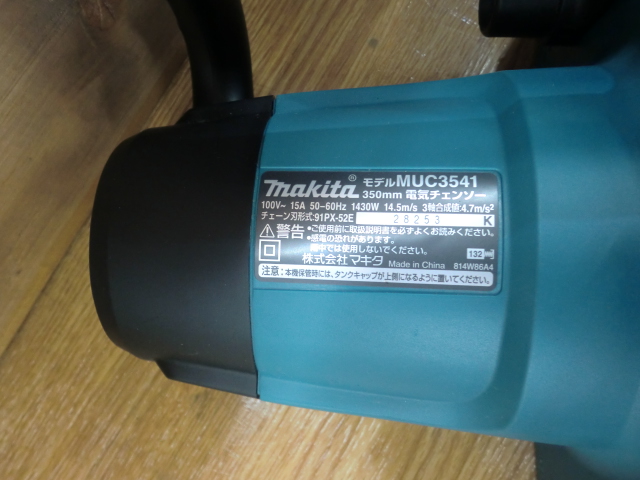 makita® モデルMUC3541
350mm 電気チェンソー
100V~ 15A 50-60Hz 1430W 14.5m/s 3軸合成値:4.7m/s²
チェーン刃形式:91PX-52E 28253 K
⚠警告 •ご使用前に取扱説明書を必ずよくお読みください。
•感電の恐れがあります。
雨中では使用しないでください。
株式会社マキタ Made in China 814W86A4
132
注意:本機保管時には、タンクキャップが上側になるように置いてください。